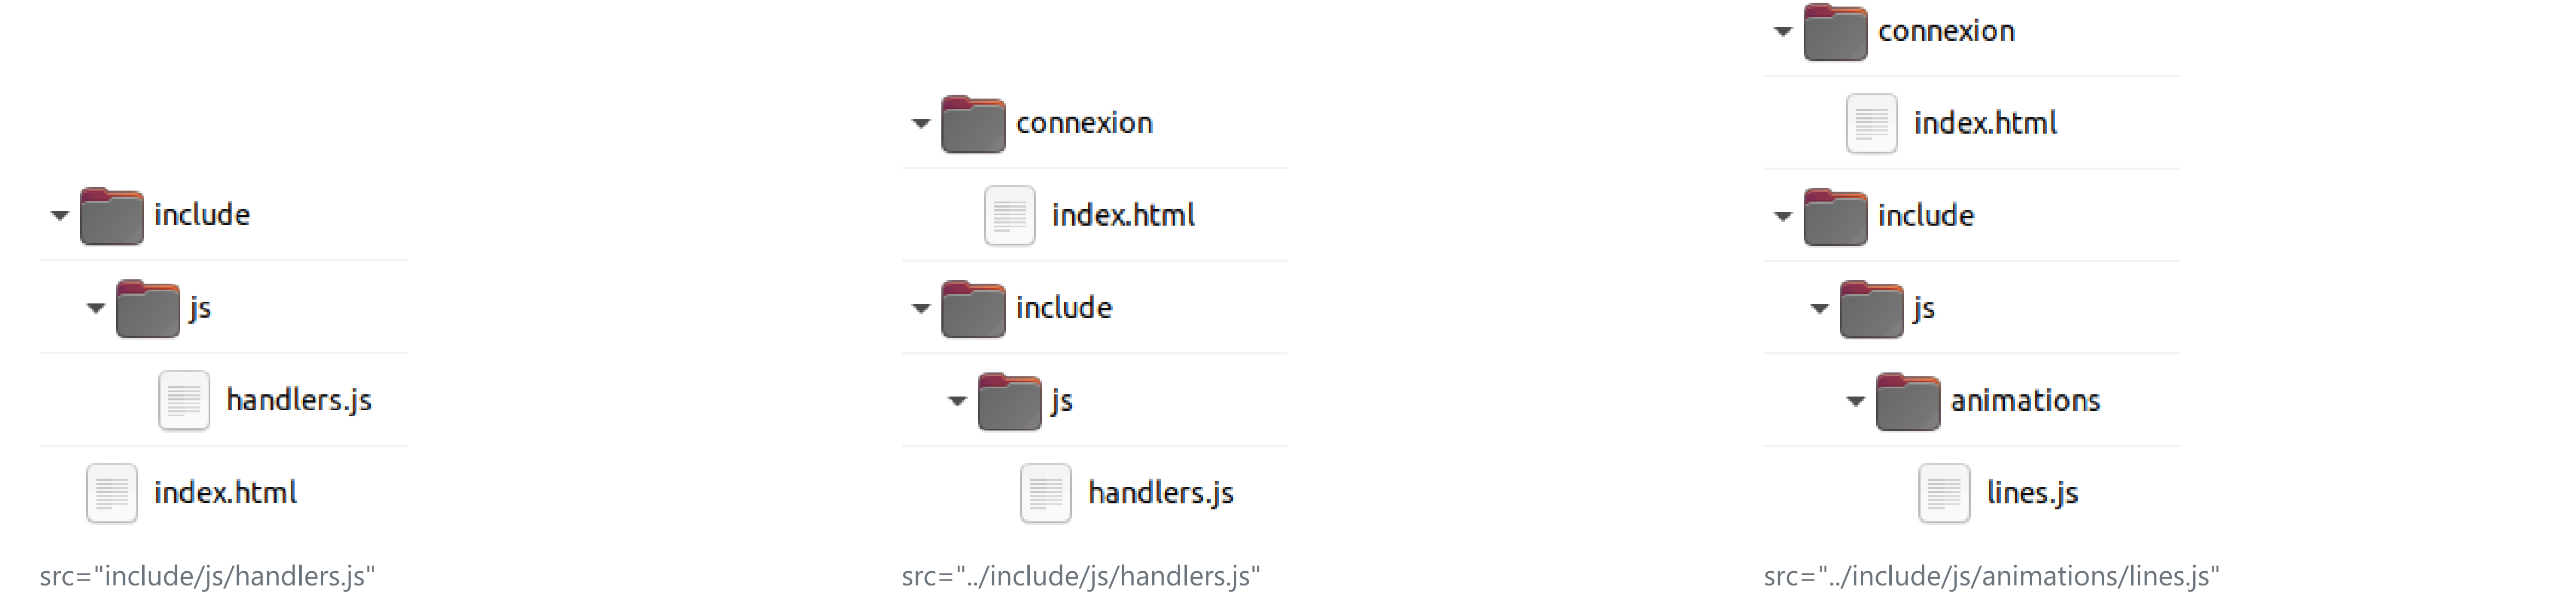 include
js
handlers.js
index.html
src="include/js/handlers.js"
connexion
index.html
include
js
handlers.js
src="../include/js/handlers.js"
connexion
index.html
include
js
animations
lines.js
src="../include/js/animations/lines.js"